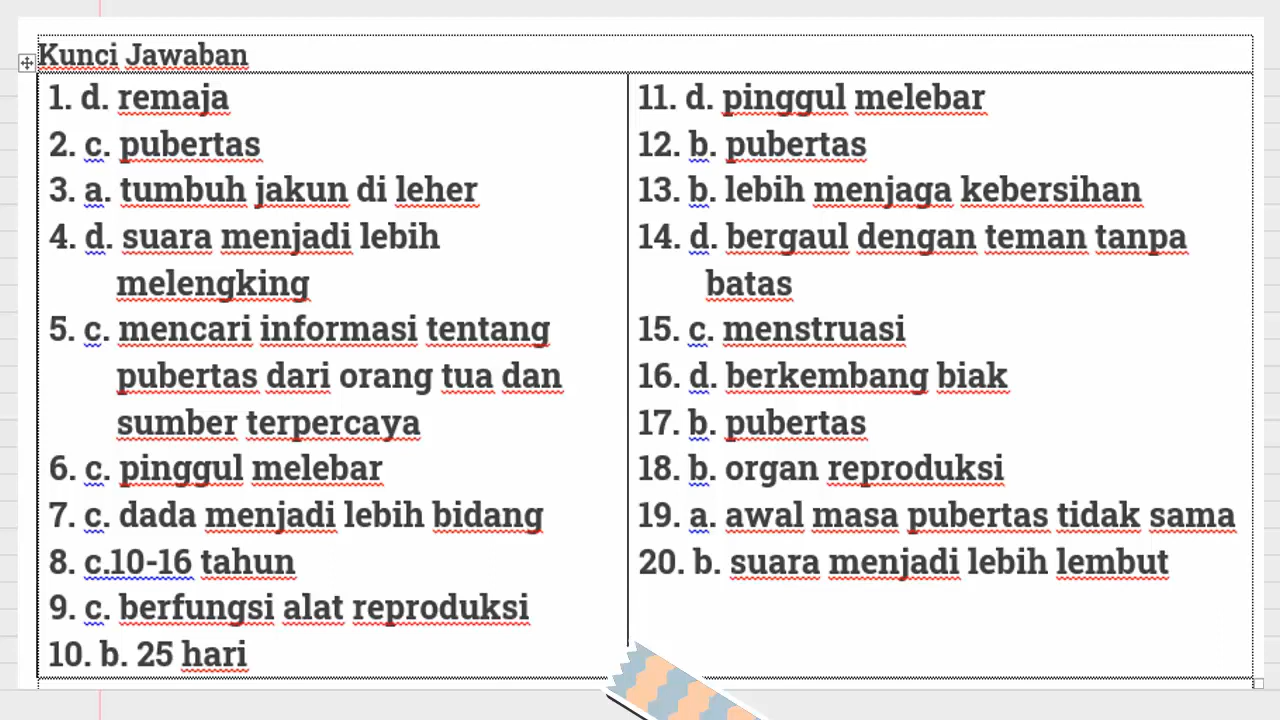 Kunci Jawaban
1. d. remaja
2. c. pubertas
3. a. tumbuh jakun di leher
4. d. suara menjadi lebih
melengking
5. c. mencari informasi tentang
pubertas dari orang tua dan
sumber terpercaya
6. c. pinggul melebar
7. c. dada menjadi lebih bidang
8. c.10-16 tahun
9. c. berfungsi alat reproduksi
10. b. 25 hari
11. d. pinggul melebar
12. b. pubertas
13. b. lebih menjaga kebersihan
14. d. bergaul dengan teman tanpa
batas
15. c. menstruasi
16. d. berkembang biak
17. b. pubertas
18. b. organ reproduksi
19. a. awal masa pubertas tidak sama
20. b. suara menjadi lebih lembut